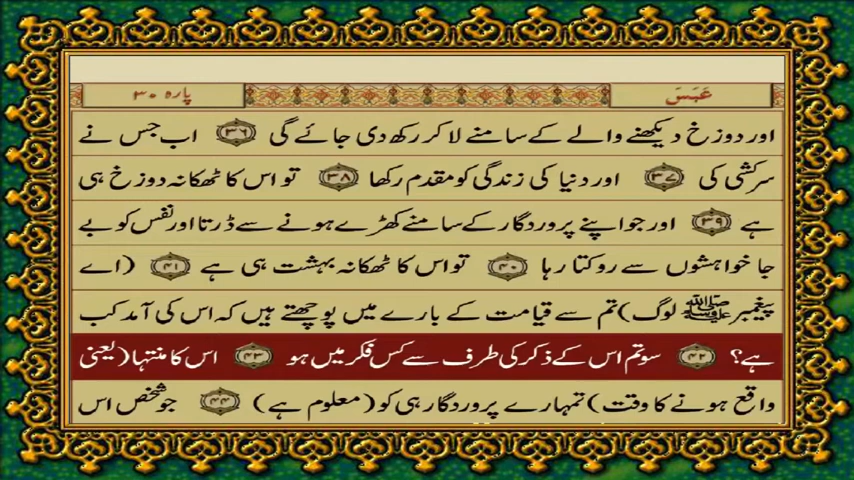 عَبَسَ پارہ ۳۰
اور دوزخ دیکھنے والے کے سامنے لا کر رکھ دی جائے گی ۳۶ اب جس نے
سرکشی کی ۳۷ اور دنیا کی زندگی کو مقدم رکھا ۳۸ تو اس کا ٹھکانہ دوزخ ہی
ہے ۳۹ اور جو اپنے پروردگار کے سامنے کھڑے ہونے سے ڈرتا اور نفس کو بے
جا خواہشوں سے روکتا رہا ۴۰ تو اس کا ٹھکانہ بہشت ہی ہے ۴۱ (اے
پیغمبر ﷺ لوگ) تم سے قیامت کے بارے میں پوچھتے ہیں کہ اس کی آمد کب
ہے؟ ۴۲ سو تم اس کے ذکر کی طرف سے کس فکر میں ہو ۴۳ اس کا منتہا (یعنی
واقع ہونے کا وقت) تمہارے پروردگار ہی کو (معلوم ہے) ۴۴ جو شخص اس